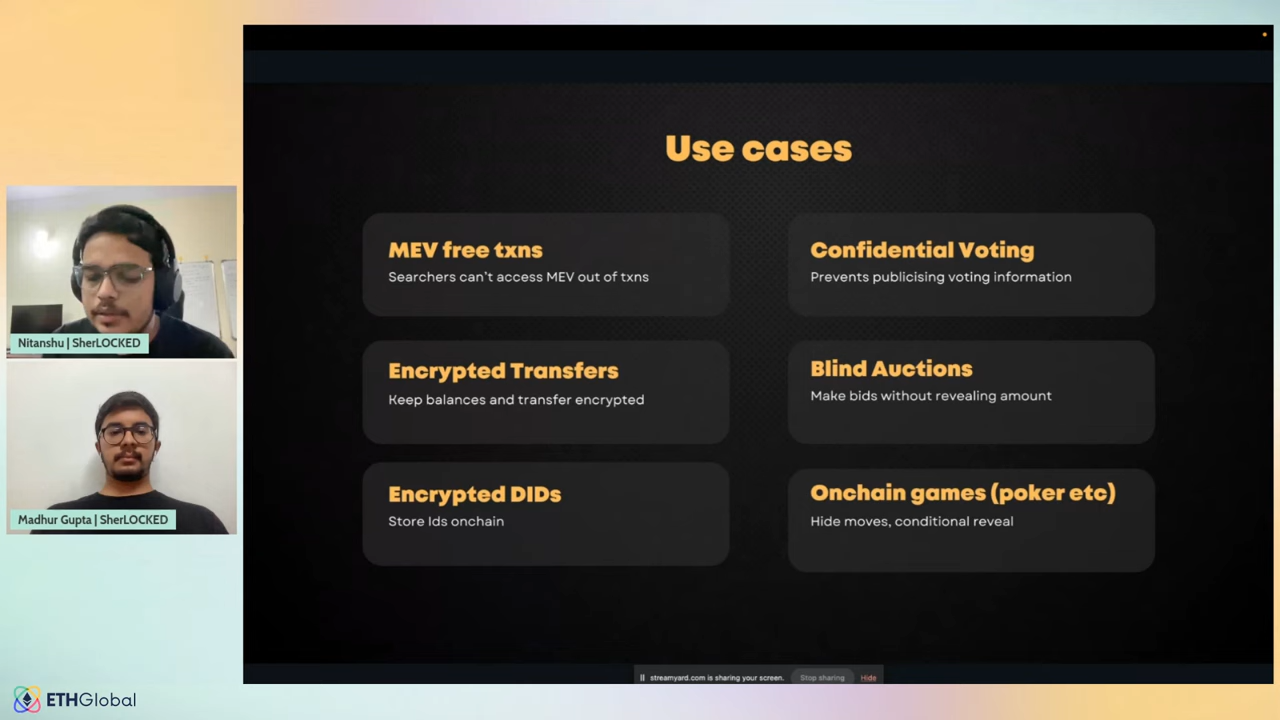 Use cases
MEV free txns
Searchers can't access MEV out of txns
Confidential Voting
Prevents publicising voting information
Encrypted Transfers
Keep balances and transfer encrypted
Blind Auctions
Make bids without revealing amount
Encrypted DIDs
Store Ids onchain
Onchain games (poker etc)
Hide moves, conditional reveal
Nitanshu | SherLOCKED
Madhur Gupta | SherLOCKED
streamyard.com is sharing your screen.
Stop sharing
Hide
ETHGlobal